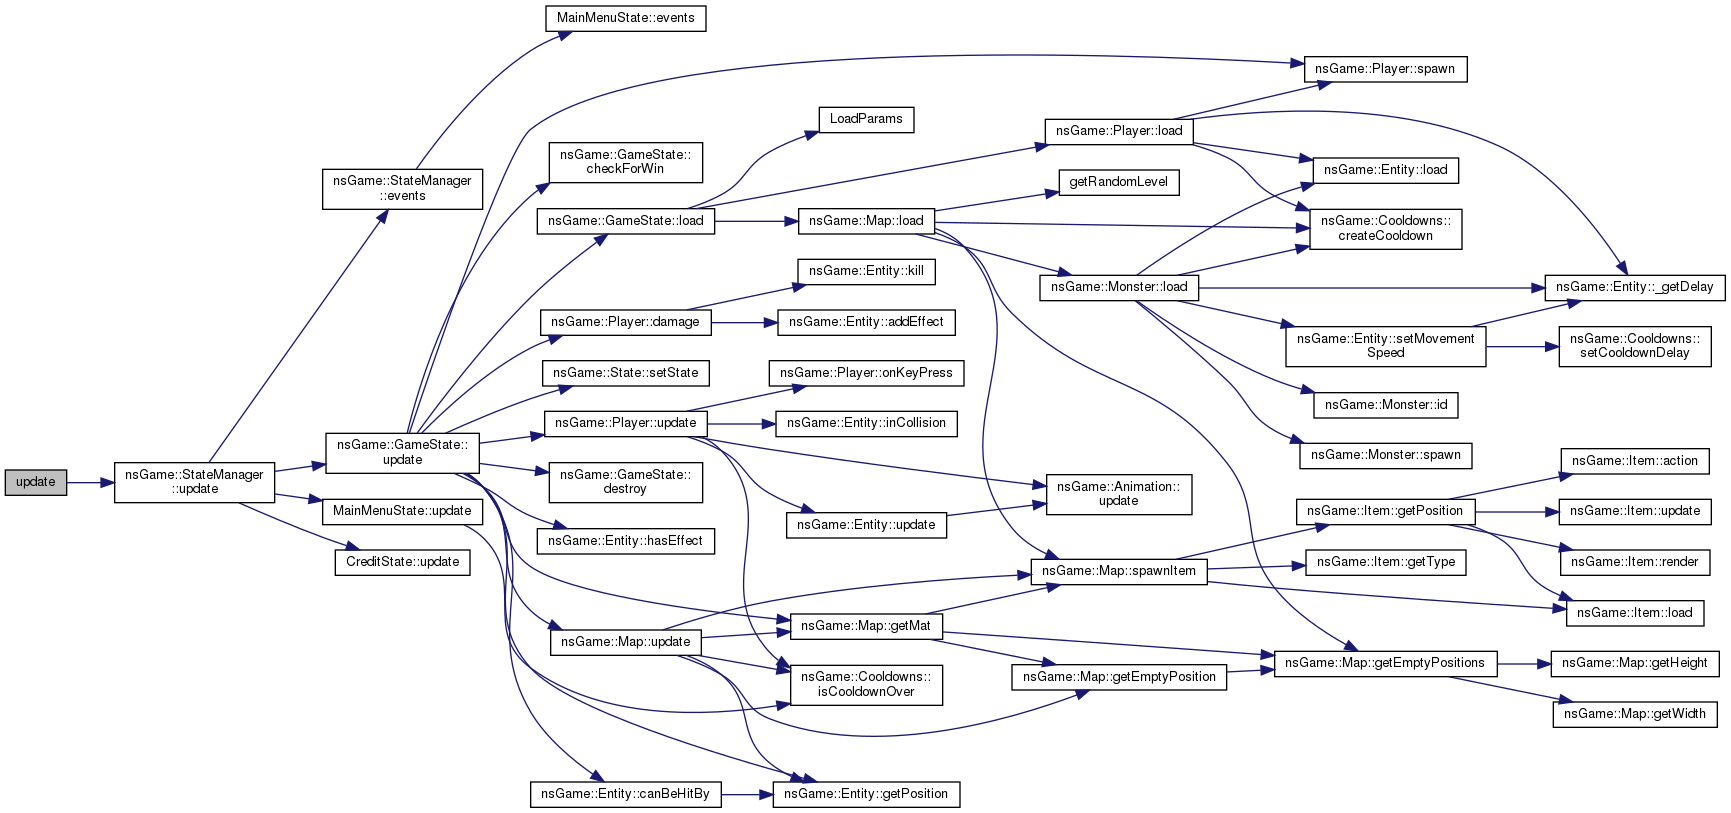 update
nsGame::StateManager
::update
nsGame::StateManager
::events
nsGame::GameState::
update
MainMenuState::update
CreditState::update
MainMenuState::events
nsGame::GameState::
checkForWin
nsGame::GameState::load
nsGame::Player::damage
nsGame::State::setState
nsGame::Player::update
nsGame::GameState::
destroy
nsGame::Entity::hasEffect
nsGame::Map::update
nsGame::Entity::canBeHitBy
LoadParams
nsGame::Map::load
nsGame::Entity::kill
nsGame::Entity::addEffect
nsGame::Player::onKeyPress
nsGame::Entity::inCollision
nsGame::Entity::update
nsGame::Map::getMat
nsGame::Cooldowns::
isCooldownOver
nsGame::Entity::getPosition
nsGame::Player::load
getRandomLevel
nsGame::Monster::load
nsGame::Animation::
update
nsGame::Map::spawnItem
nsGame::Map::getEmptyPosition
nsGame::Player::spawn
nsGame::Entity::load
nsGame::Cooldowns::
createCooldown
nsGame::Entity::setMovement
Speed
nsGame::Monster::id
nsGame::Monster::spawn
nsGame::Item::getPosition
nsGame::Item::getType
nsGame::Map::getEmptyPositions
nsGame::Entity::_getDelay
nsGame::Cooldowns::
setCooldownDelay
nsGame::Item::action
nsGame::Item::update
nsGame::Item::render
nsGame::Item::load
nsGame::Map::getHeight
nsGame::Map::getWidth